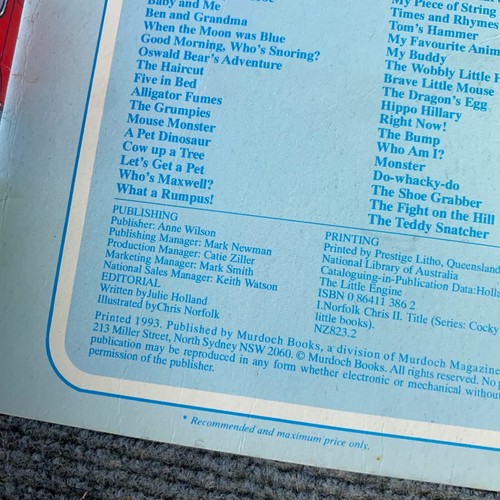 Baby and Me
Ben and Grandma
When the Moon was Blue
Good Morning, Who's Snoring?
Oswald Bear's Adventure
The Haircut
Five in Bed
Alligator Fumes
The Grumpies
Mouse Monster
A Pet Dinosaur
Cow up a Tree
Let's Get a Pet
Who's Maxwell?
What a Rumpus!
My Piece of String
Times and Rhymes
Tom's Hammer
My Favourite Anim
My Buddy
The Wobbly Little
Brave Little Mouse
The Dragon's Egg
Hippo Hillary
Right Now!
The Bump
Who Am I?
Monster
Do-whacky-do
The Shoe Grabber
The Fight on the Hill
The Teddy Snatcher
PUBLISHING
Publisher: Anne Wilson
Publishing Manager: Mark Newman
Production Manager: Catie Ziller
Marketing Manager: Mark Smith
National Sales Manager: Keith Watson
EDITORIAL
Written by Julie Holland
Illustrated by Chris Norfolk
PRINTING
Printed by Prestige Litho, Queensland
National Library of Australia
Cataloguing-in-Publication Data: Holl
The Little Engine
ISBN 0 86411 386 2
I.Norfolk Chris II. Title (Series: Cocky
little books).
NZ823.2
Printed 1993. Published by Murdoch Books, a division of Murdoch Magazine
213 Miller Street, North Sydney NSW 2060. © Murdoch Books. All rights reserved. No
publication may be reproduced in any form whether electronic or mechanical withou
permission of the publisher.
* Recommended and maximum price only.